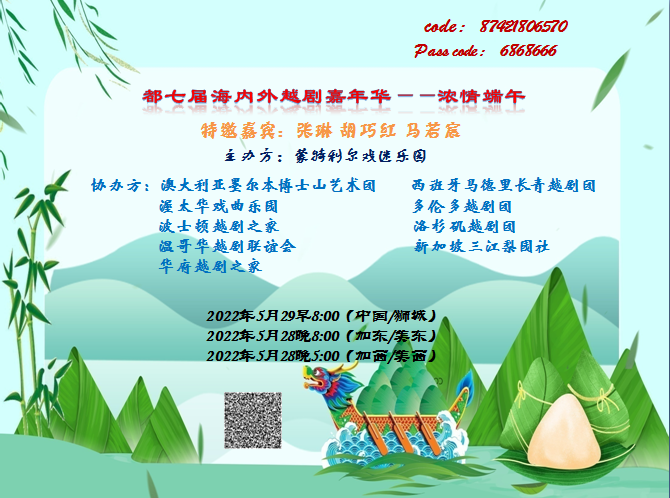 code： 87421806570
Pass code： 6868666
都七届海内外越剧嘉年华－－浓情端午
特邀嘉宾：张琳 胡巧红 马若宸
主办方：蒙特利尔戏迷乐园
协办方：澳大利亚墨尔本博士山艺术团 西班牙马德里长青越剧团
渥太华戏曲乐园 多伦多越剧团
波士顿越剧之家 洛杉矶越剧团
温哥华越剧联谊会 新加坡三江梨园社
华府越剧之家
2022年5月29早8:00（中国/狮城）
2022年5月28晚8:00（加东/美东）
2022年5月28晚5:00（加西/美西）